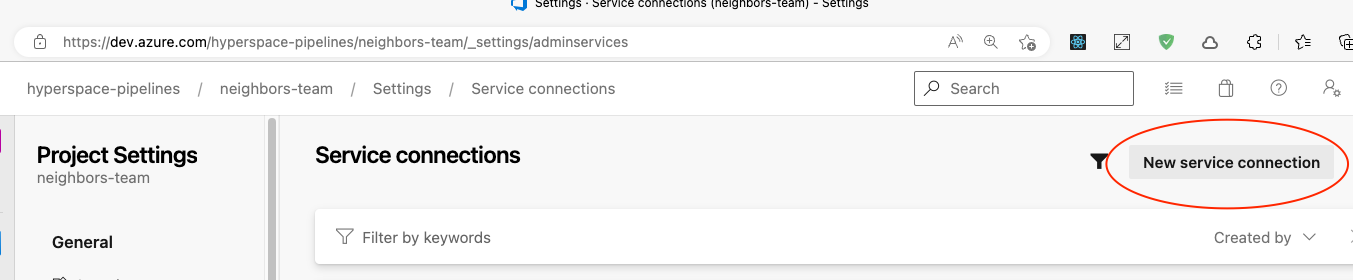 Settings · Service connections (neighbors-team) - Settings
https://dev.azure.com/hyperspace-pipelines/neighbors-team/_settings/adminservices
hyperspace-pipelines / neighbors-team / Settings / Service connections
Search
Project Settings
neighbors-team
Service connections
New service connection
General
Filter by keywords
Created by